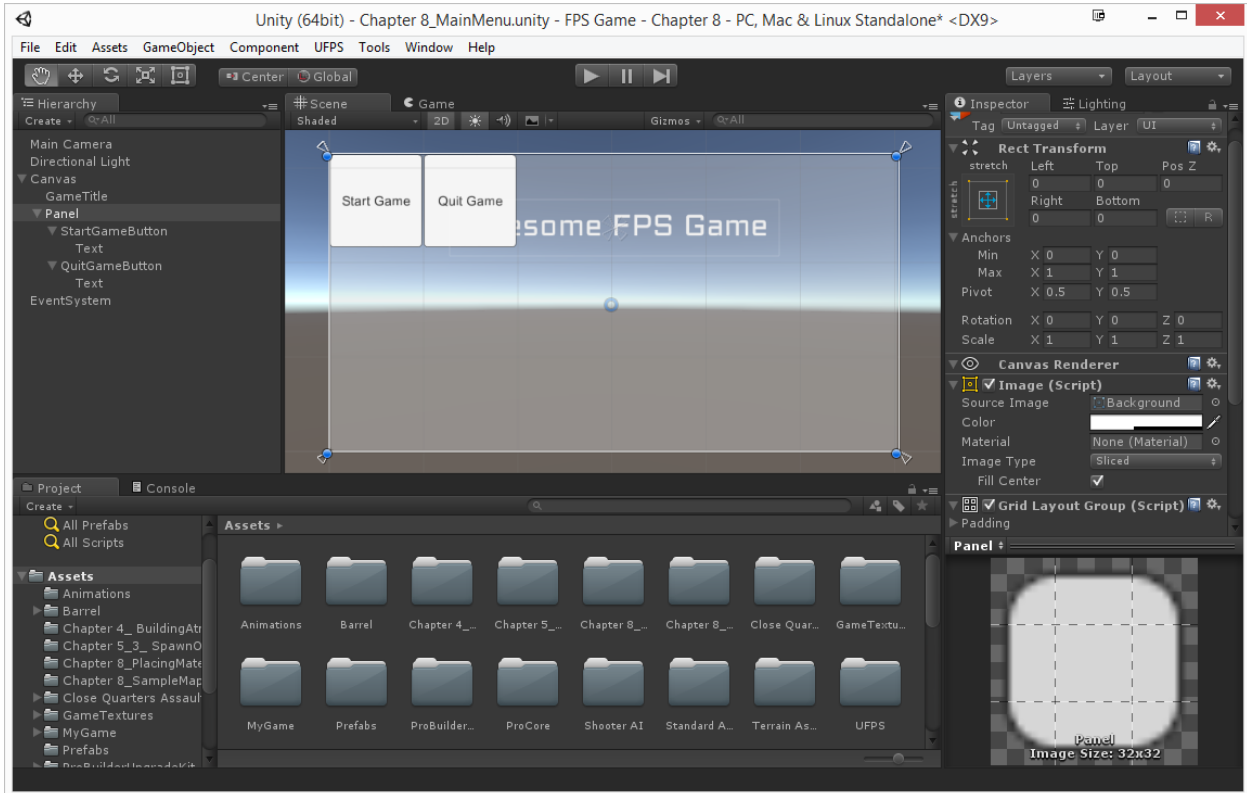 Unity (64bit) - Chapter 8_MainMenu.unity - FPS Game - Chapter 8 - PC, Mac & Linux Standalone* <DX9>
File Edit Assets GameObject Component UFPS Tools Window Help
Center Global Layers Layout
Hierarchy
Create All
Main Camera
Directional Light
Canvas
GameTitle
Panel
StartGameButton
Text
QuitGameButton
Text
EventSystem
Scene Game
Shaded 2D Gizmos All
Start Game Quit Game
esome FPS Game
Inspector Lighting
Tag Untagged Layer UI
Rect Transform
stretch Left Top Pos Z
stretch
0 0 0
Right Bottom
0 0 R
Anchors
Min X 0 Y 0
Max X 1 Y 1
Pivot X 0.5 Y 0.5
Rotation X 0 Y 0 Z 0
Scale X 1 Y 1 Z 1
Canvas Renderer
Image (Script)
Source Image Background
Color
Material None (Material)
Image Type Sliced
Fill Center
Grid Layout Group (Script)
Padding
Panel
Panel
Image Size: 32x32
Project Console
Create
All Prefabs
All Scripts
Assets
Animations
Barrel
Chapter 4_ BuildingAtr
Chapter 5_3_ SpawnO
Chapter 8_PlacingMate
Chapter 8_SampleMap
Close Quarters Assaul
GameTextures
MyGame
Prefabs
ProBuilderUpgradeKit
Assets
Animations Barrel Chapter 4_... Chapter 5_... Chapter 8_... Chapter 8_... Close Quar... GameTextu...
MyGame Prefabs ProBuilder... ProCore Shooter AI Standard A... Terrain As... UFPS